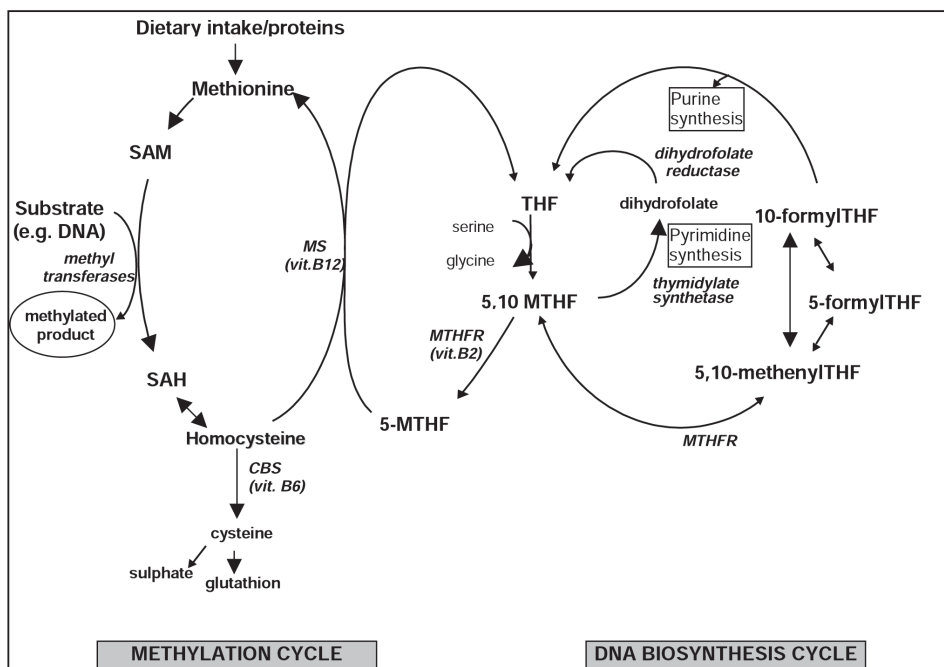 Dietary intake/proteins
Methionine
SAM
Substrate
(e.g. DNA)
methyl
transferases
methylated
product
SAH
Homocysteine
CBS
(vit. B6)
cysteine
sulphate
glutathion
MS
(vit.B12)
THF
serine
glycine
5,10 MTHF
MTHFR
(vit.B2)
5-MTHF
Purine
synthesis
dihydrofolate
reductase
dihydrofolate
Pyrimidine
synthesis
thymidylate
synthetase
10-formylTHF
5-formylTHF
5,10-methenylTHF
MTHFR
METHYLATION CYCLE
DNA BIOSYNTHESIS CYCLE